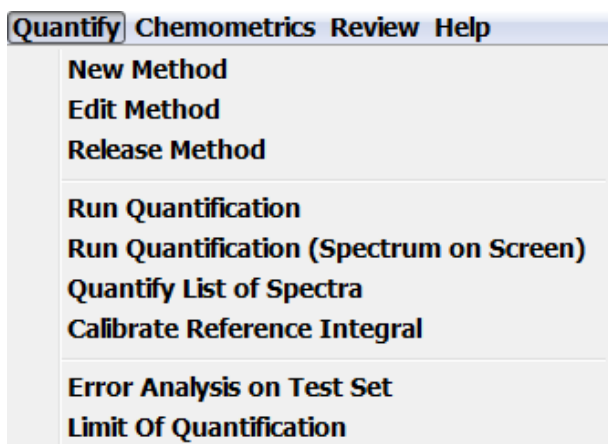 Quantify Chemometrics Review Help
New Method
Edit Method
Release Method
Run Quantification
Run Quantification (Spectrum on Screen)
Quantify List of Spectra
Calibrate Reference Integral
Error Analysis on Test Set
Limit Of Quantification